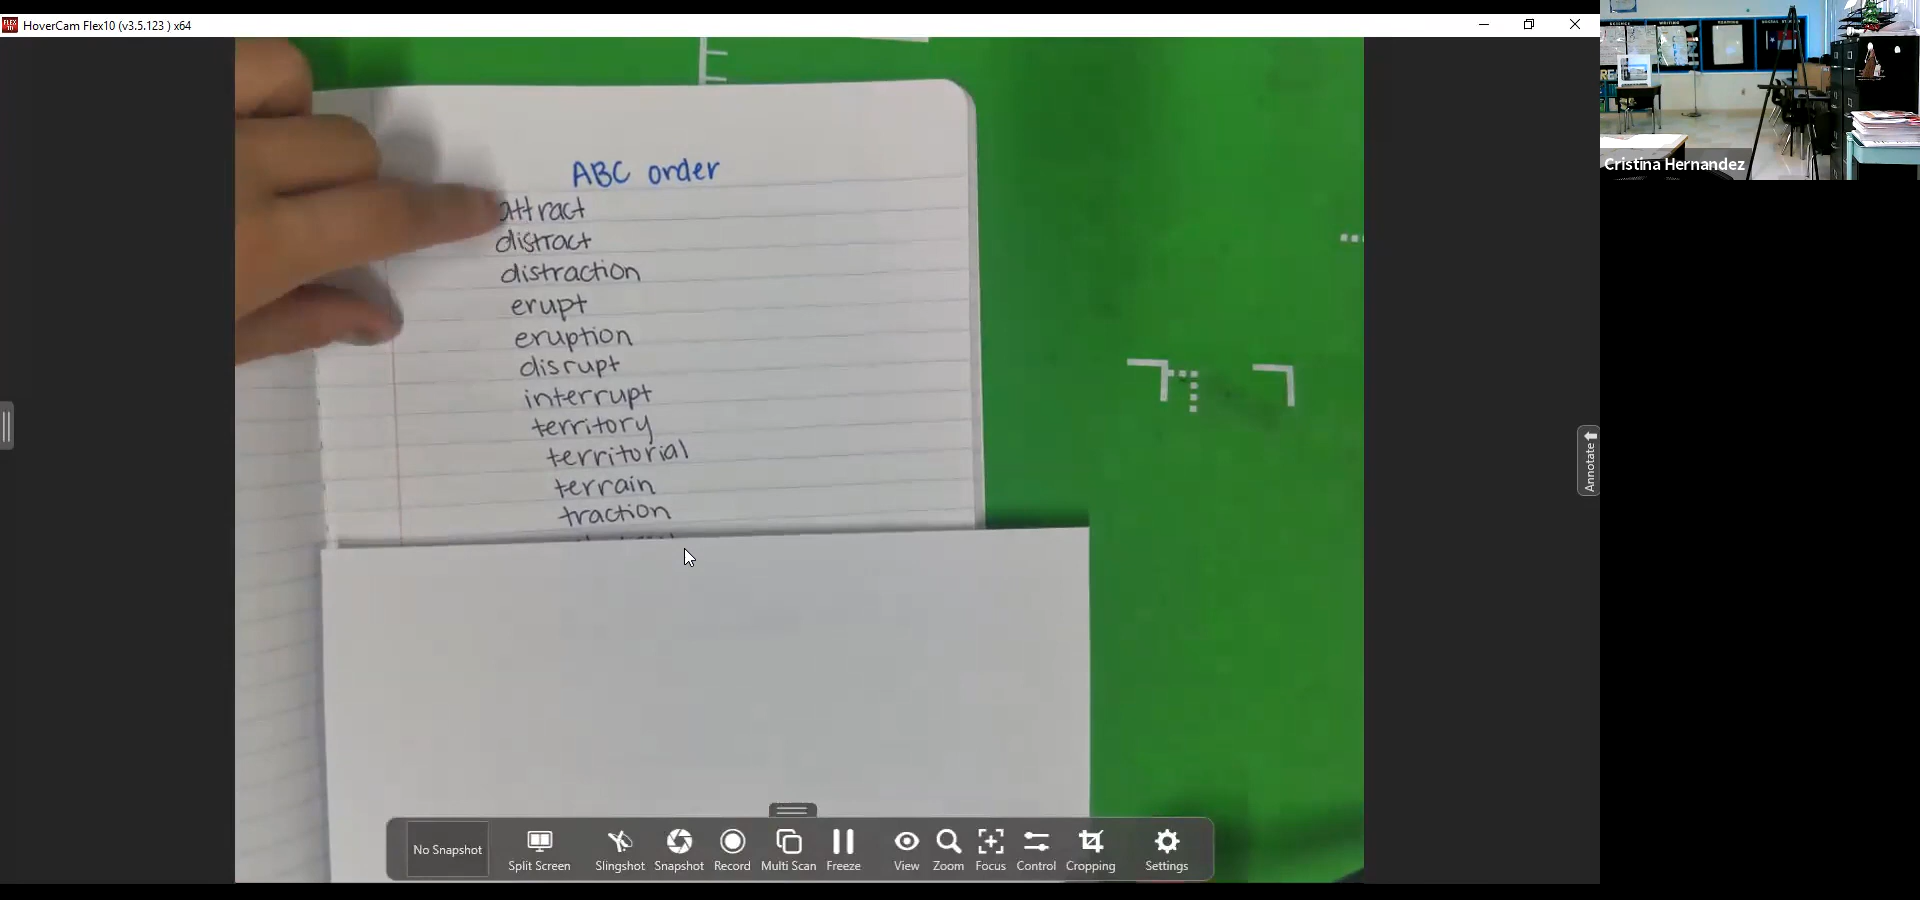 HoverCam Flex10 (v3.5.123 ) x64
Cristina Hernandez
ABC order
attract
distract
distraction
erupt
eruption
disrupt
interrupt
territory
territorial
terrain
traction
Annotate
No Snapshot
Split Screen
Slingshot
Snapshot
Record
Multi Scan
Freeze
View
Zoom
Focus
Control
Cropping
Settings